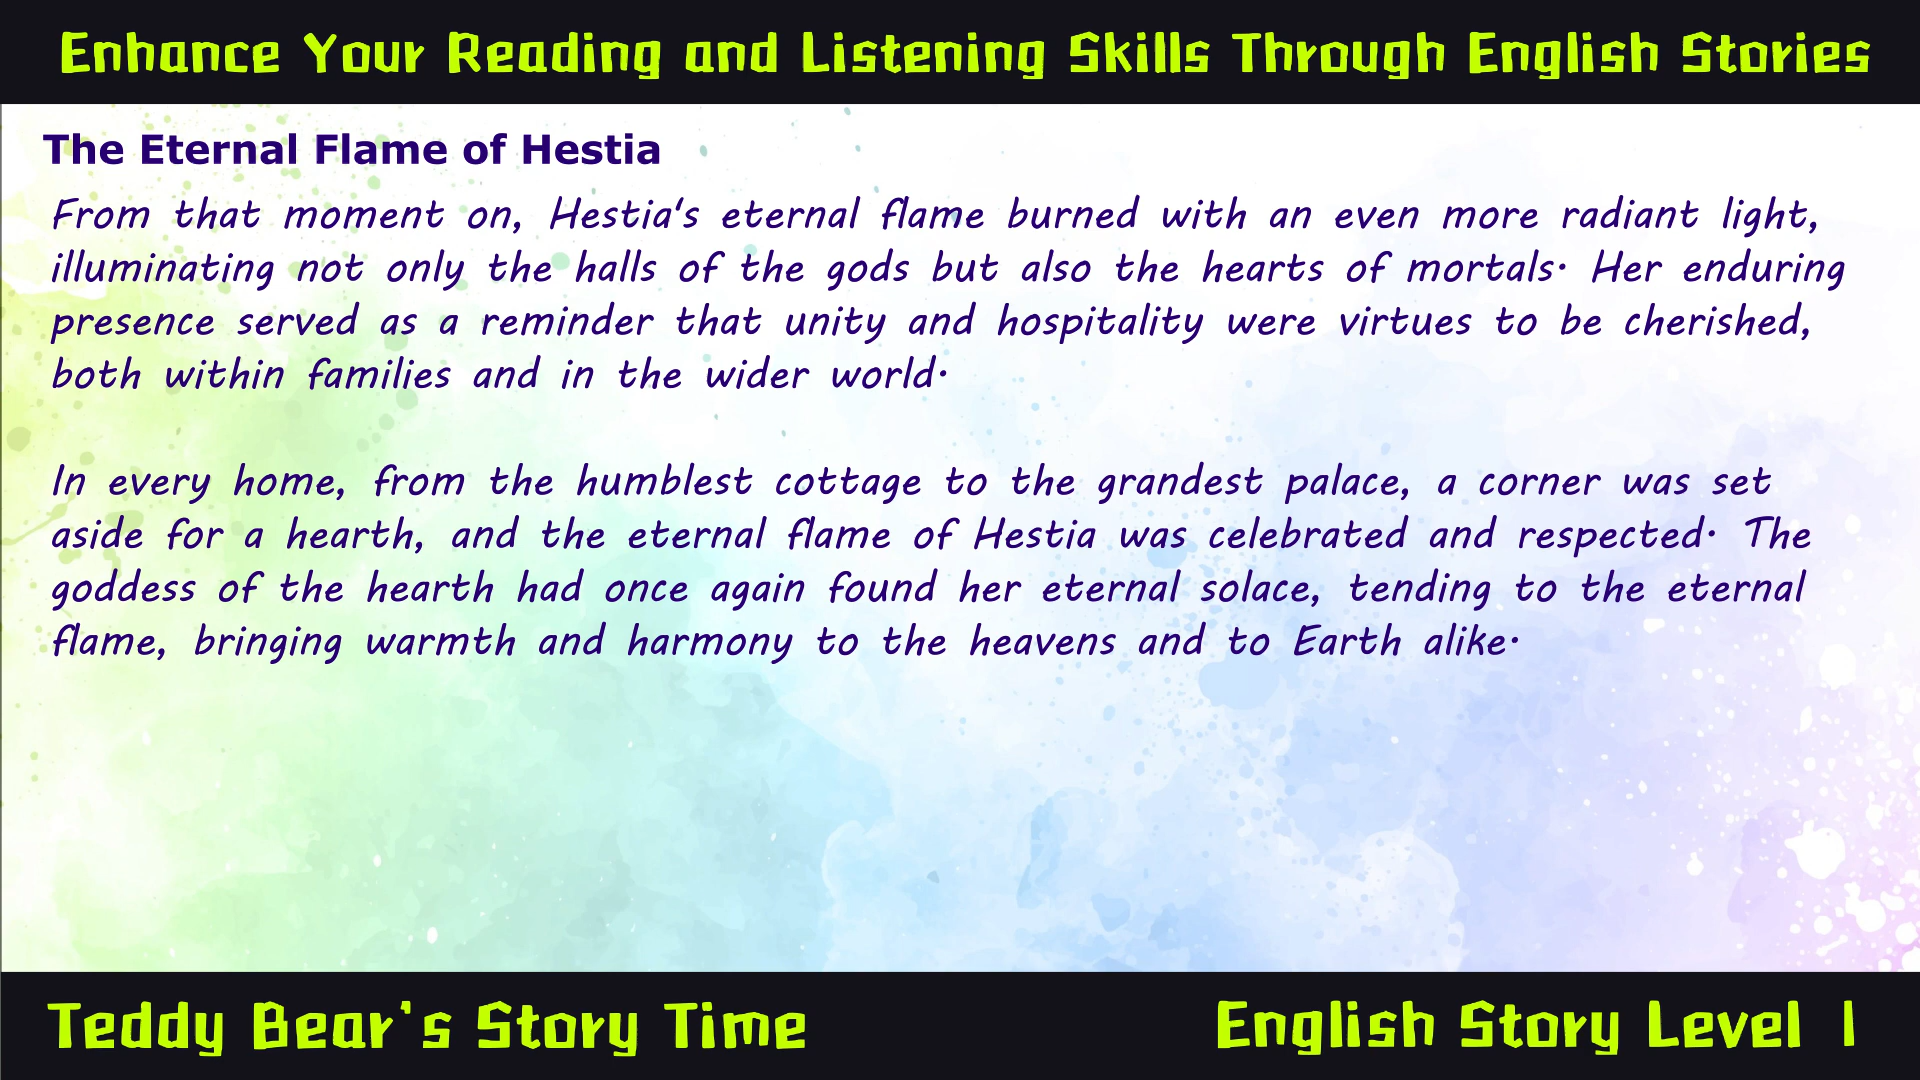 Enhance Your Reading and Listening Skills Through English Stories
The Eternal Flame of Hestia
From that moment on, Hestia's eternal flame burned with an even more radiant light,
illuminating not only the halls of the gods but also the hearts of mortals. Her enduring
presence served as a reminder that unity and hospitality were virtues to be cherished,
both within families and in the wider world.
In every home, from the humblest cottage to the grandest palace, a corner was set
aside for a hearth, and the eternal flame of Hestia was celebrated and respected. The
goddess of the hearth had once again found her eternal solace, tending to the eternal
flame, bringing warmth and harmony to the heavens and to Earth alike.
Teddy Bear's Story Time
English Story Level 1